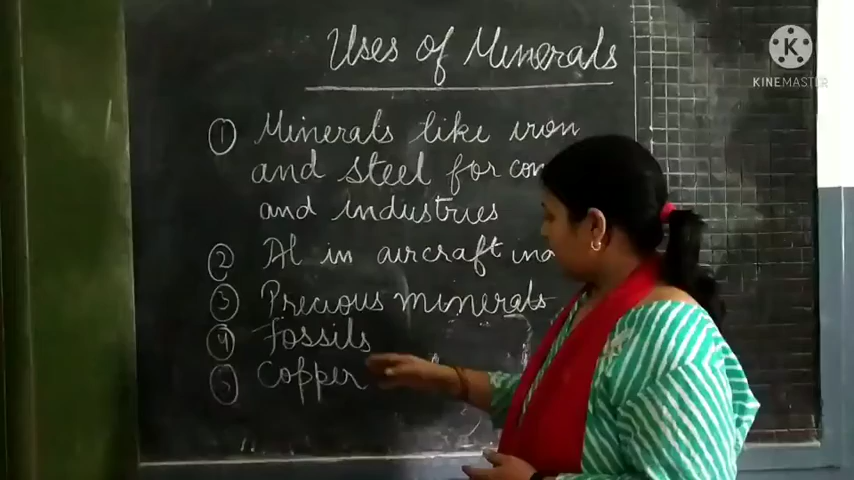 Uses of Minerals
K
KINEMASTER
① Minerals like iron
and steel for con
and industries
② Al in aircraft
③ Precious minerals
④ Fossils
⑤ Copper